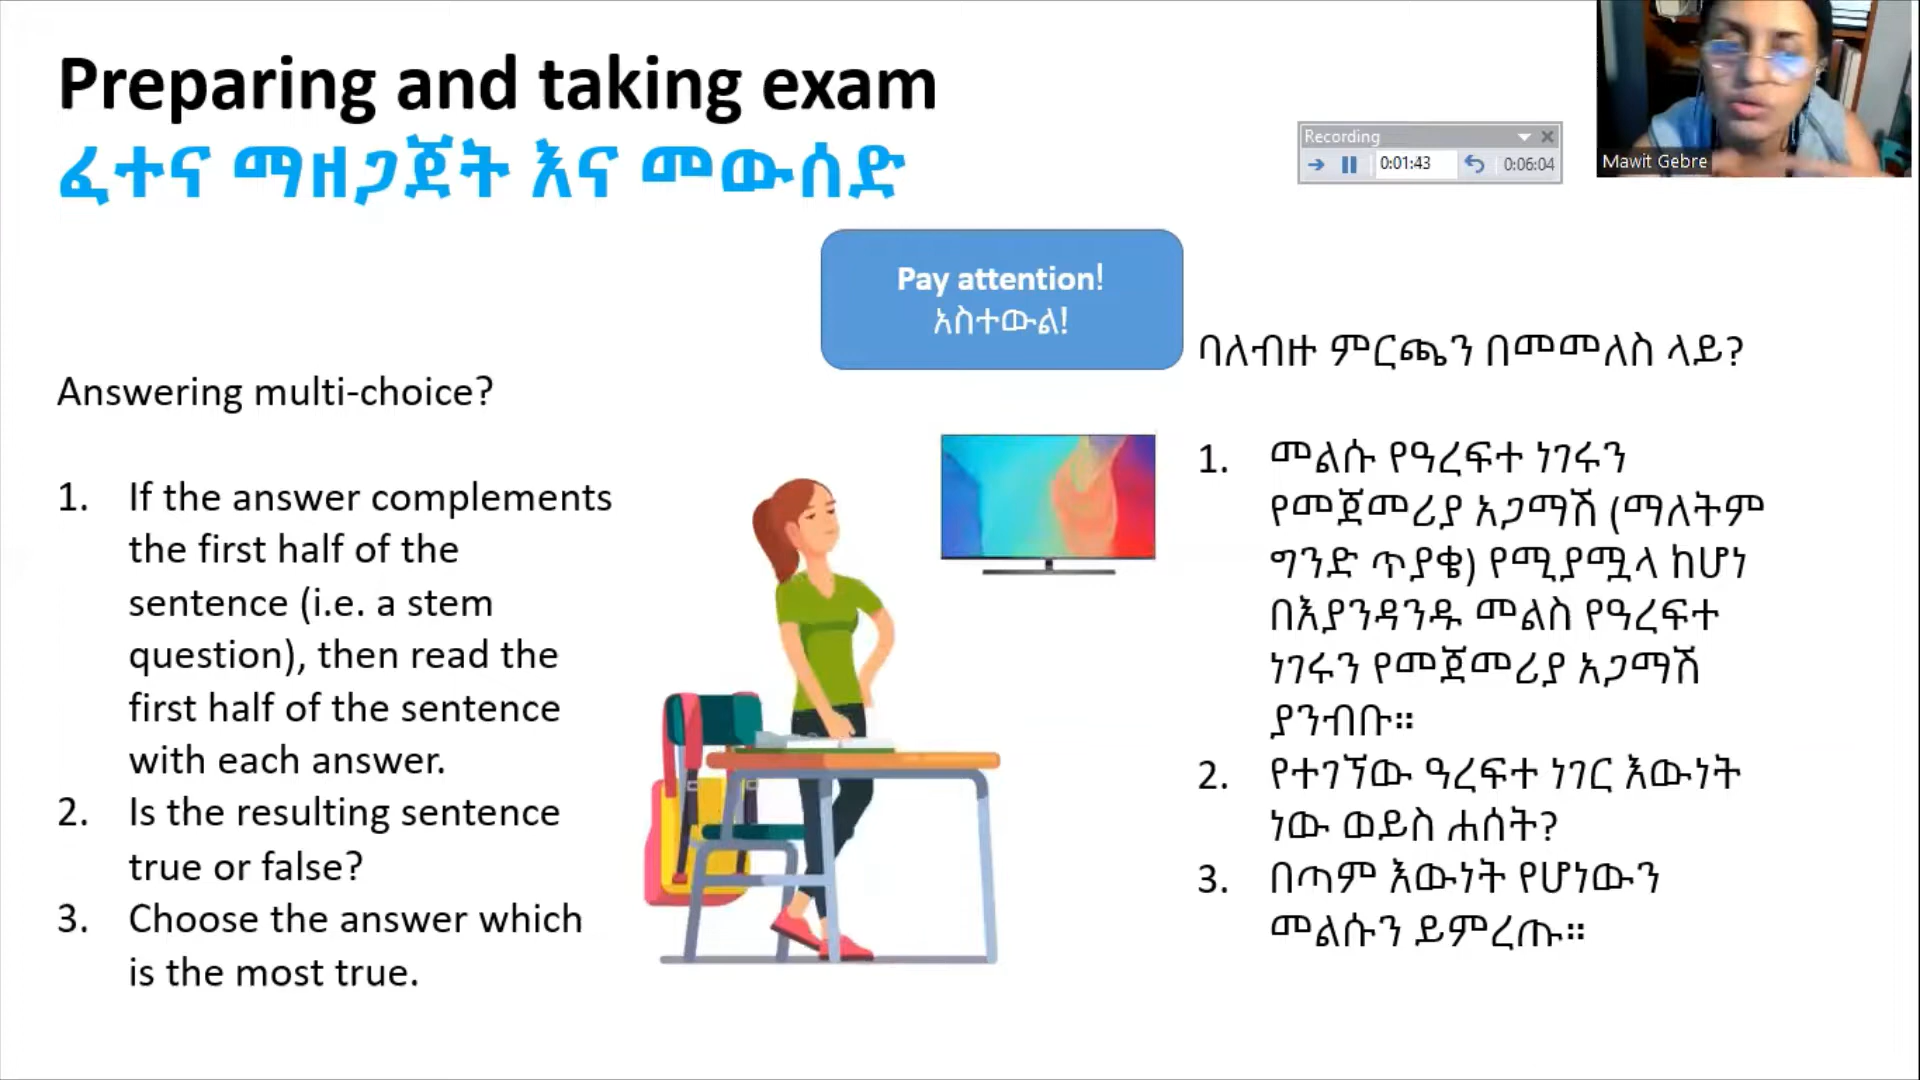 Preparing and taking exam
ፈተና ማዘጋጀት እና መውሰድ
Recording
0:01:43
0:06:04
Mawit Gebre
Pay attention!
አስተውል!
Answering multi-choice?
1. If the answer complements
the first half of the
sentence (i.e. a stem
question), then read the
first half of the sentence
with each answer.
2. Is the resulting sentence
true or false?
3. Choose the answer which
is the most true.
ባለብዙ ምርጫን በመመለስ ላይ?
1. መልሱ የዓረፍተ ነገሩን
የመጀመሪያ አጋማሽ (ማለትም
ግንድ ጥያቄ) የሚያሟላ ከሆነ
በእያንዳንዱ መልስ የዓረፍተ
ነገሩን የመጀመሪያ አጋማሽ
ያንብቡ።
2. የተገኘው ዓረፍተ ነገር እውነት
ነው ወይስ ሐሰት?
3. በጣም እውነት የሆነውን
መልሱን ይምረጡ።